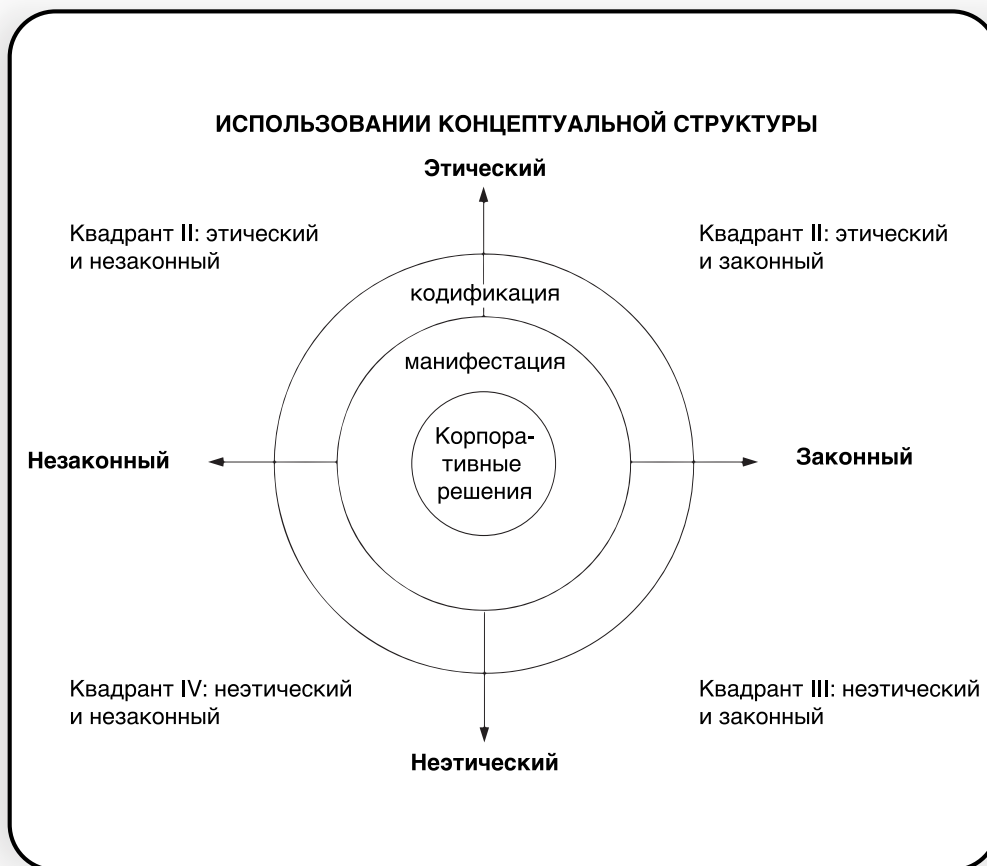 ИСПОЛЬЗОВАНИИ КОНЦЕПТУАЛЬНОЙ СТРУКТУРЫ
Этический
Квадрант II: этический
и незаконный
Квадрант II: этический
и законный
кодификация
манифестация
Корпора-
тивные
решения
Незаконный
Законный
Квадрант IV: неэтический
и незаконный
Квадрант III: неэтический
и законный
Неэтический